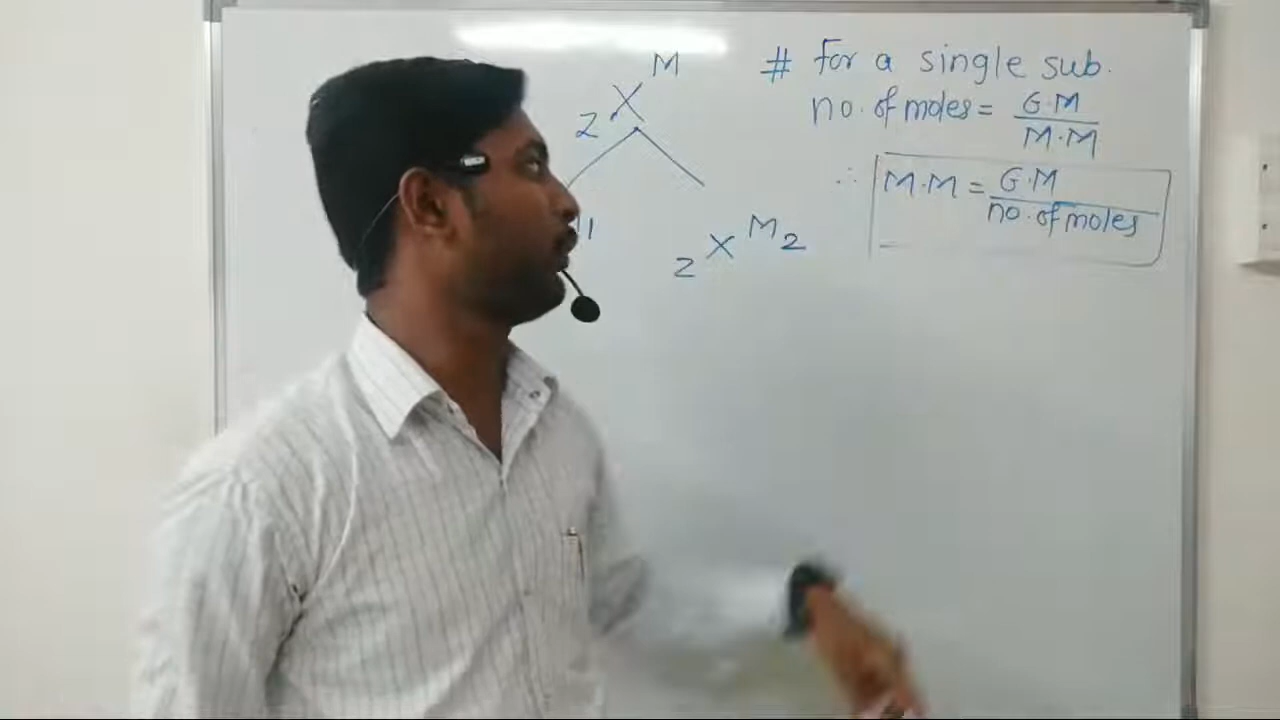 M
X
Z
M2
X
Z
# for a single sub.
no. of moles = G.M / M.M
∴ M.M = G.M / no. of moles